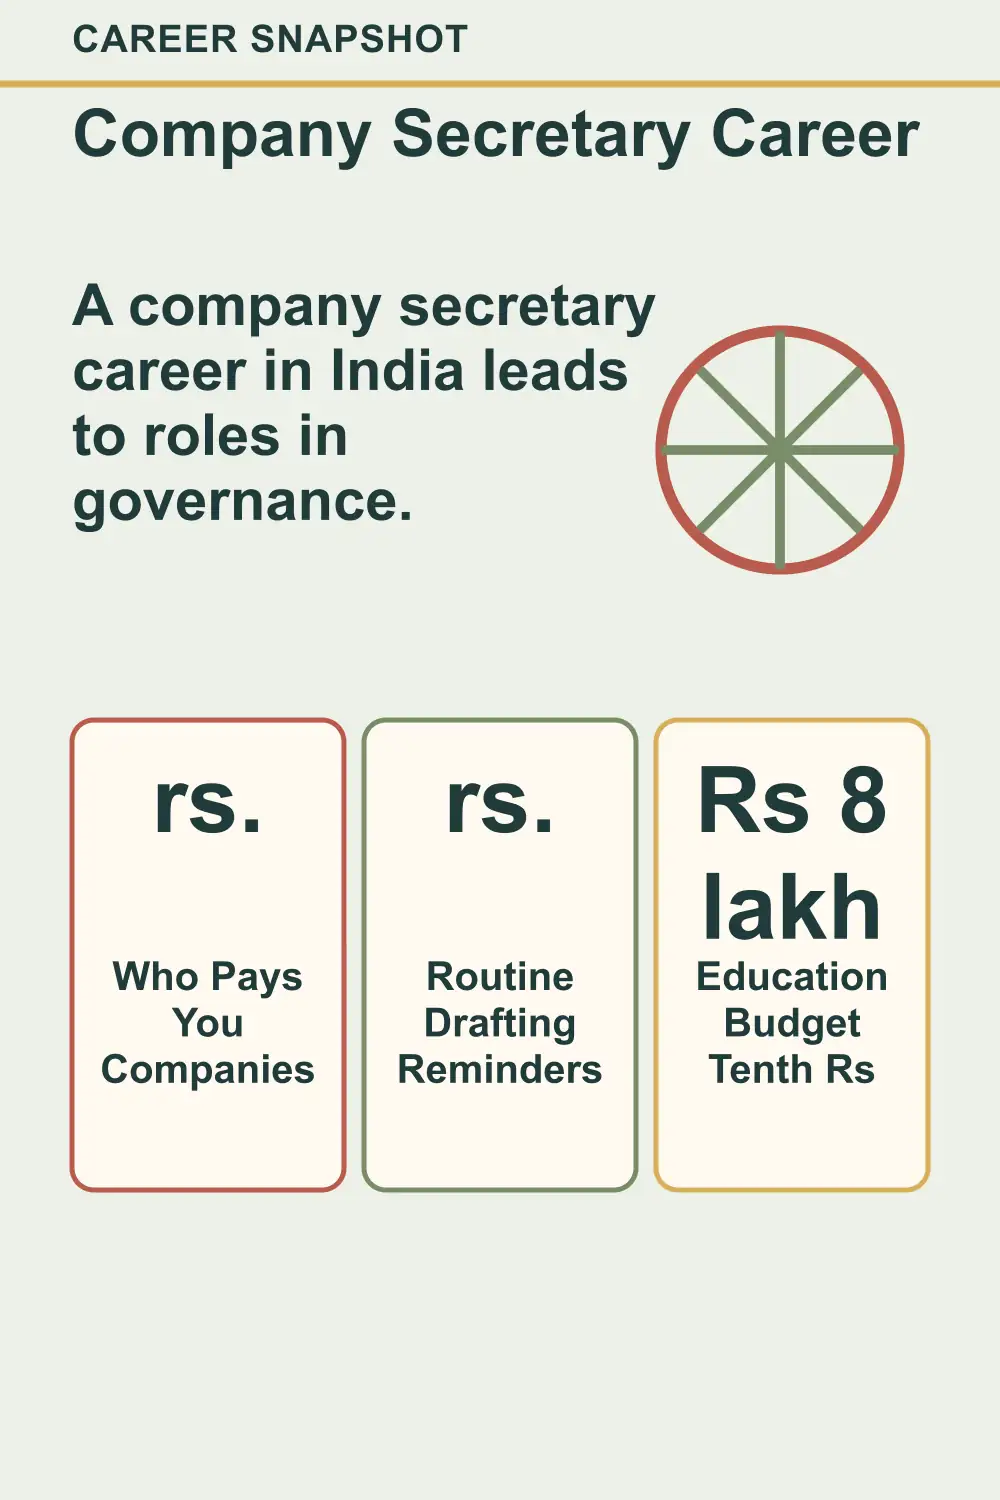 CAREER SNAPSHOT
Company Secretary Career
A company secretary
career in India leads
to roles in
governance.
rs.
Who Pays
You
Companies
rs.
Routine
Drafting
Reminders
Rs 8
lakh
Education
Budget
Tenth Rs